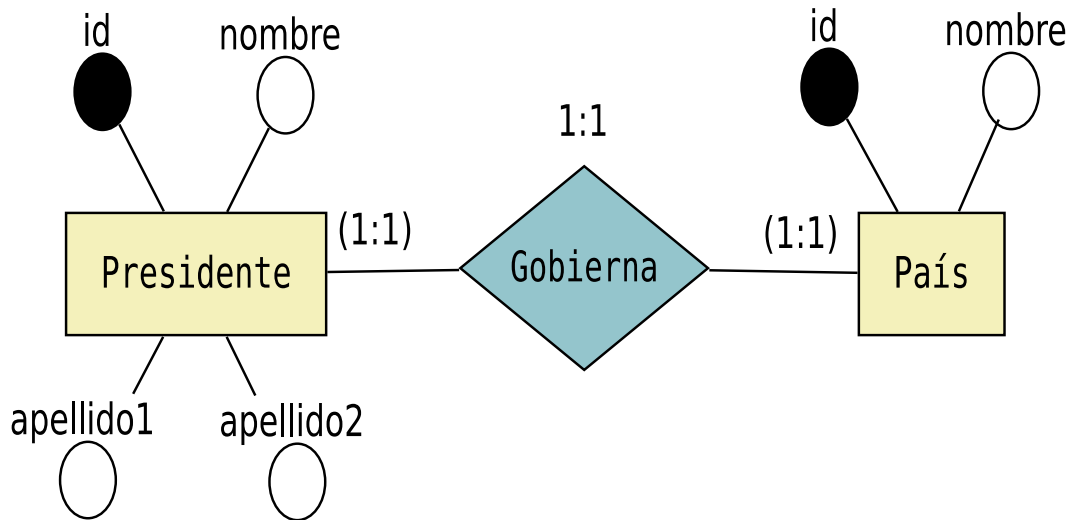 id
nombre
id
nombre
1:1
(1:1)
(1:1)
Presidente
Gobierna
País
apellido1
apellido2